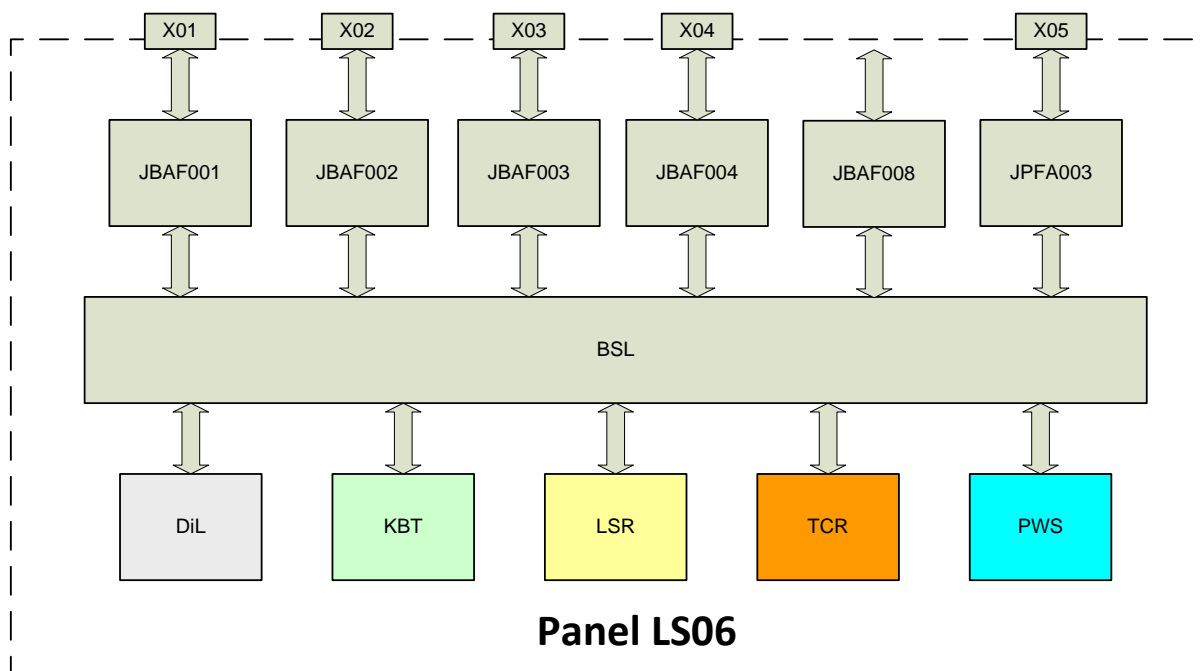 X01
X02
X03
X04
X05
JBAF001
JBAF002
JBAF003
JBAF004
JBAF008
JPFA003
BSL
DiL
KBT
LSR
TCR
PWS
Panel LS06